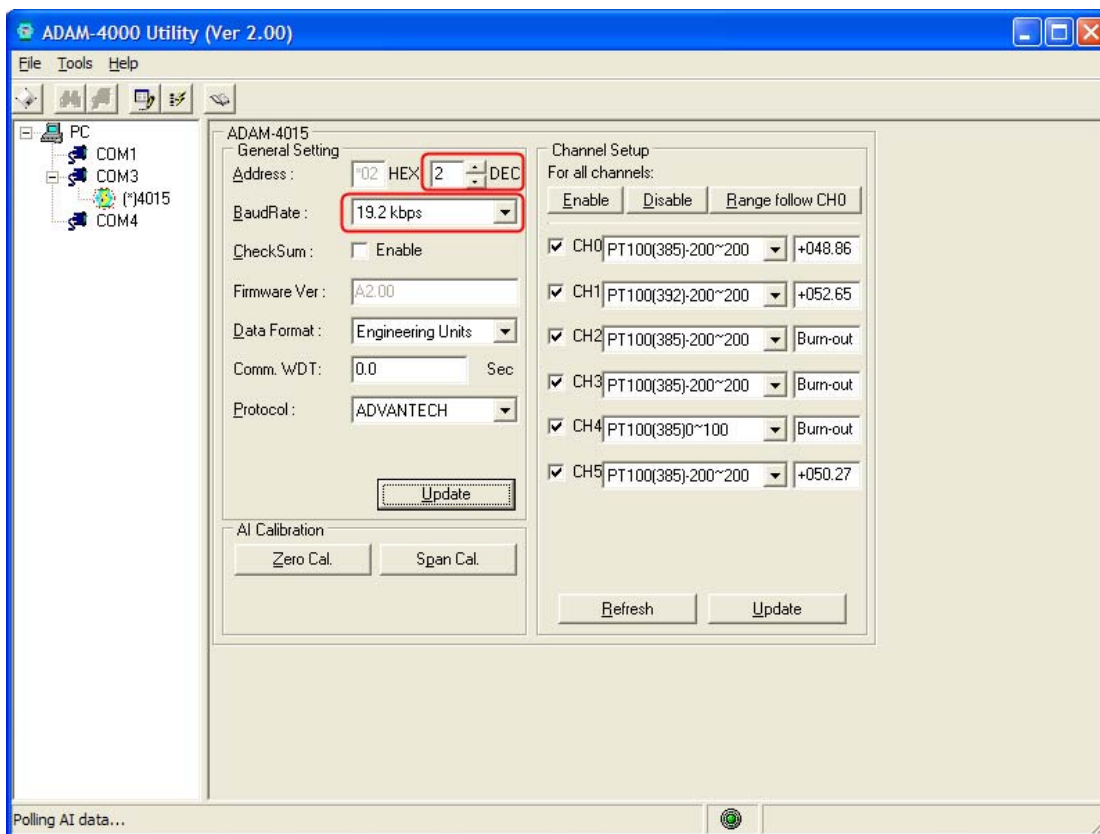 ADAM-4000 Utility (Ver 2.00)
File Tools Help
PC
COM1
COM3
(*)4015
COM4
ADAM-4015
General Setting
Address : *02 HEX 2 DEC
BaudRate : 19.2 kbps
CheckSum : Enable
Firmware Ver : A2.00
Data Format : Engineering Units
Comm. WDT: 0.0 Sec
Protocol : ADVANTECH
Update
AI Calibration
Zero Cal. Span Cal.
Channel Setup
For all channels:
Enable Disable Range follow CH0
CH0 PT100(385)-200~200 +048.86
CH1 PT100(392)-200~200 +052.65
CH2 PT100(385)-200~200 Burn-out
CH3 PT100(385)-200~200 Burn-out
CH4 PT100(385)0~100 Burn-out
CH5 PT100(385)-200~200 +050.27
Refresh Update
Polling AI data...